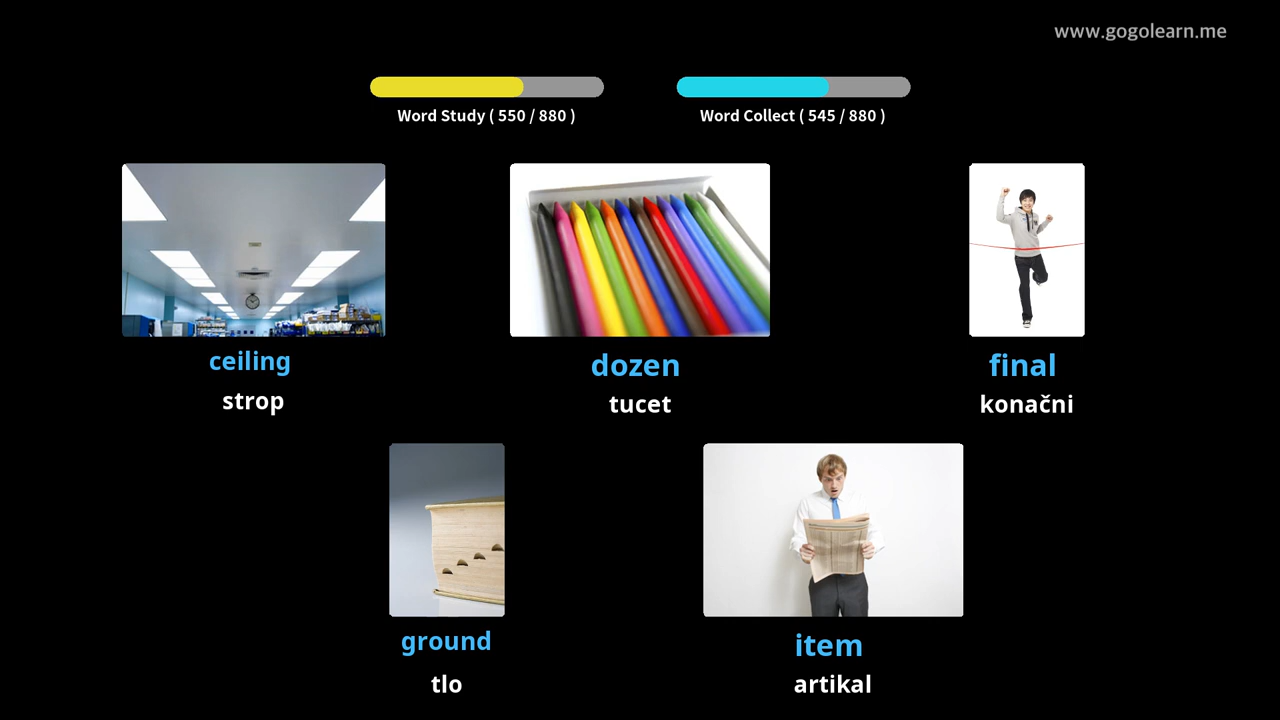 www.gogolearn.me
Word Study ( 550 / 880 )
Word Collect ( 545 / 880 )
ceiling
strop
dozen
tucet
final
konačni
ground
tlo
item
artikal